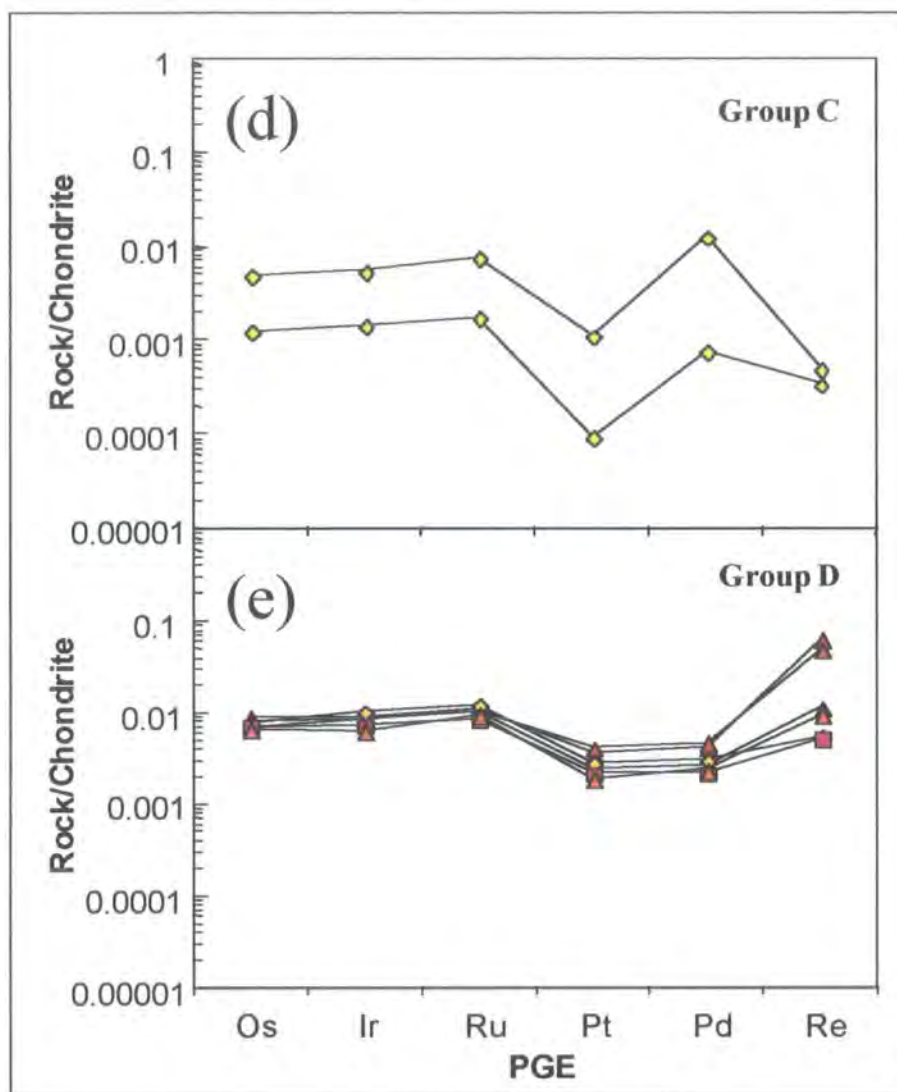 (d)
Group C
Rock/Chondrite
1
0.1
0.01
0.001
0.0001
0.00001
(e)
Group D
Rock/Chondrite
0.1
0.01
0.001
0.0001
0.00001
Os Ir Ru Pt Pd Re
PGE